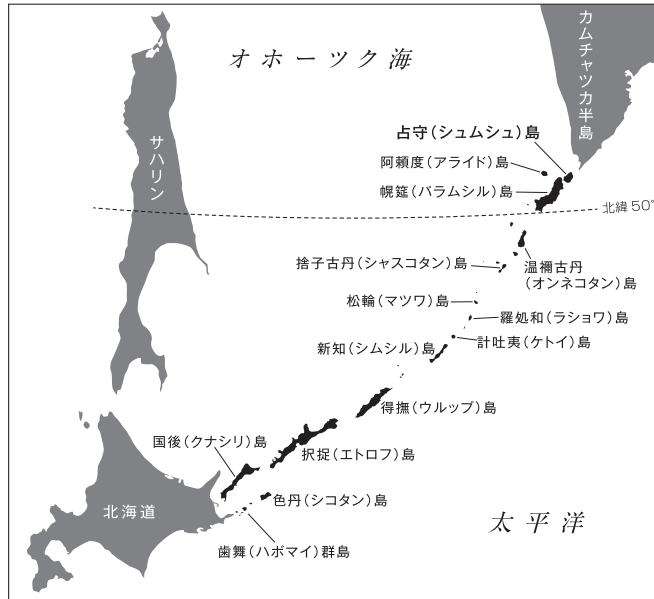 オホーツク海
カムチャツカ半島
サハリン
占守(シュムシュ)島
阿頼度(アライド)島
幌筵(パラムシル)島
北緯50°
捨子古丹(シャスコタン)島
温禰古丹
(オンネコタン)島
松輪(マツワ)島
羅処和(ラショワ)島
計吐夷(ケトイ)島
新知(シムシル)島
得撫(ウルップ)島
国後(クナシリ)島
択捉(エトロフ)島
色丹(シコタン)島
北海道
太平洋
歯舞(ハボマイ)群島